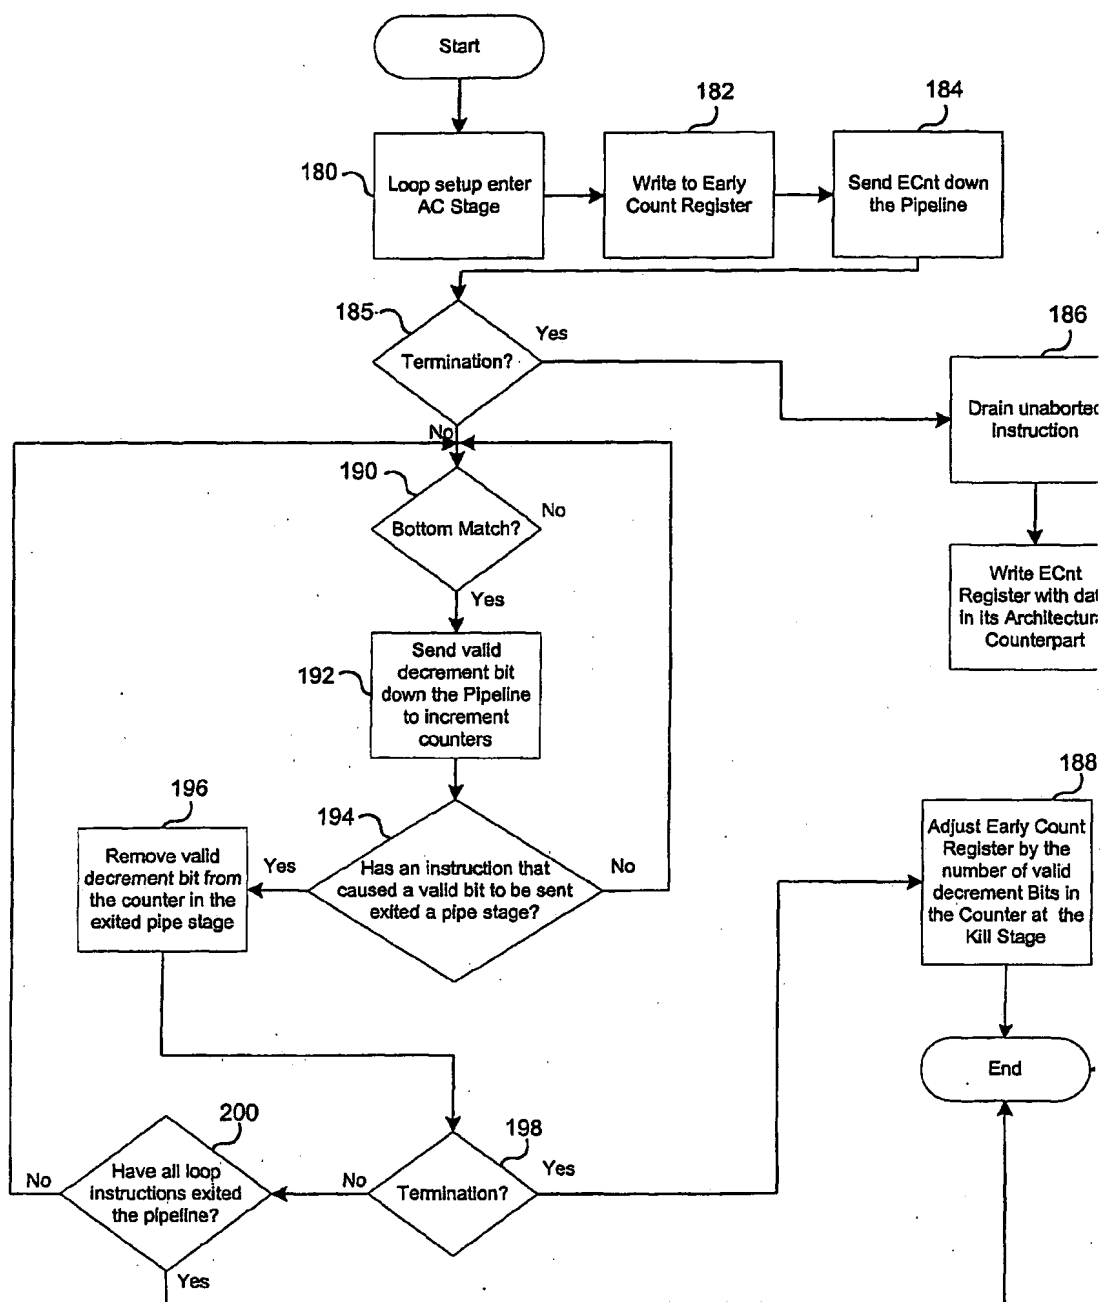 Start
182
184
180
Loop setup enter
AC Stage
Write to Early
Count Register
Send ECnt down
the Pipeline
185
Yes
186
Termination?
Drain unaborted
Instruction
No
190
No
Bottom Match?
Write ECnt
Register with
in its
Counterpart
Yes
192
Send valid
decrement bit
down the Pipeline
to increment
counters
188
196
194
Adjust Early Count
Register by the
number of valid
decrement Bits in
the Counter at the
Kill Stage
Remove valid
decrement bit from
the counter in the
exited pipe stage
Yes
Has an instruction that
caused a valid bit to be sent
exited a pipe stage?
No
End
200
198
No
Have all loop
instructions exited
the pipeline?
No
Termination?
Yes
Yes